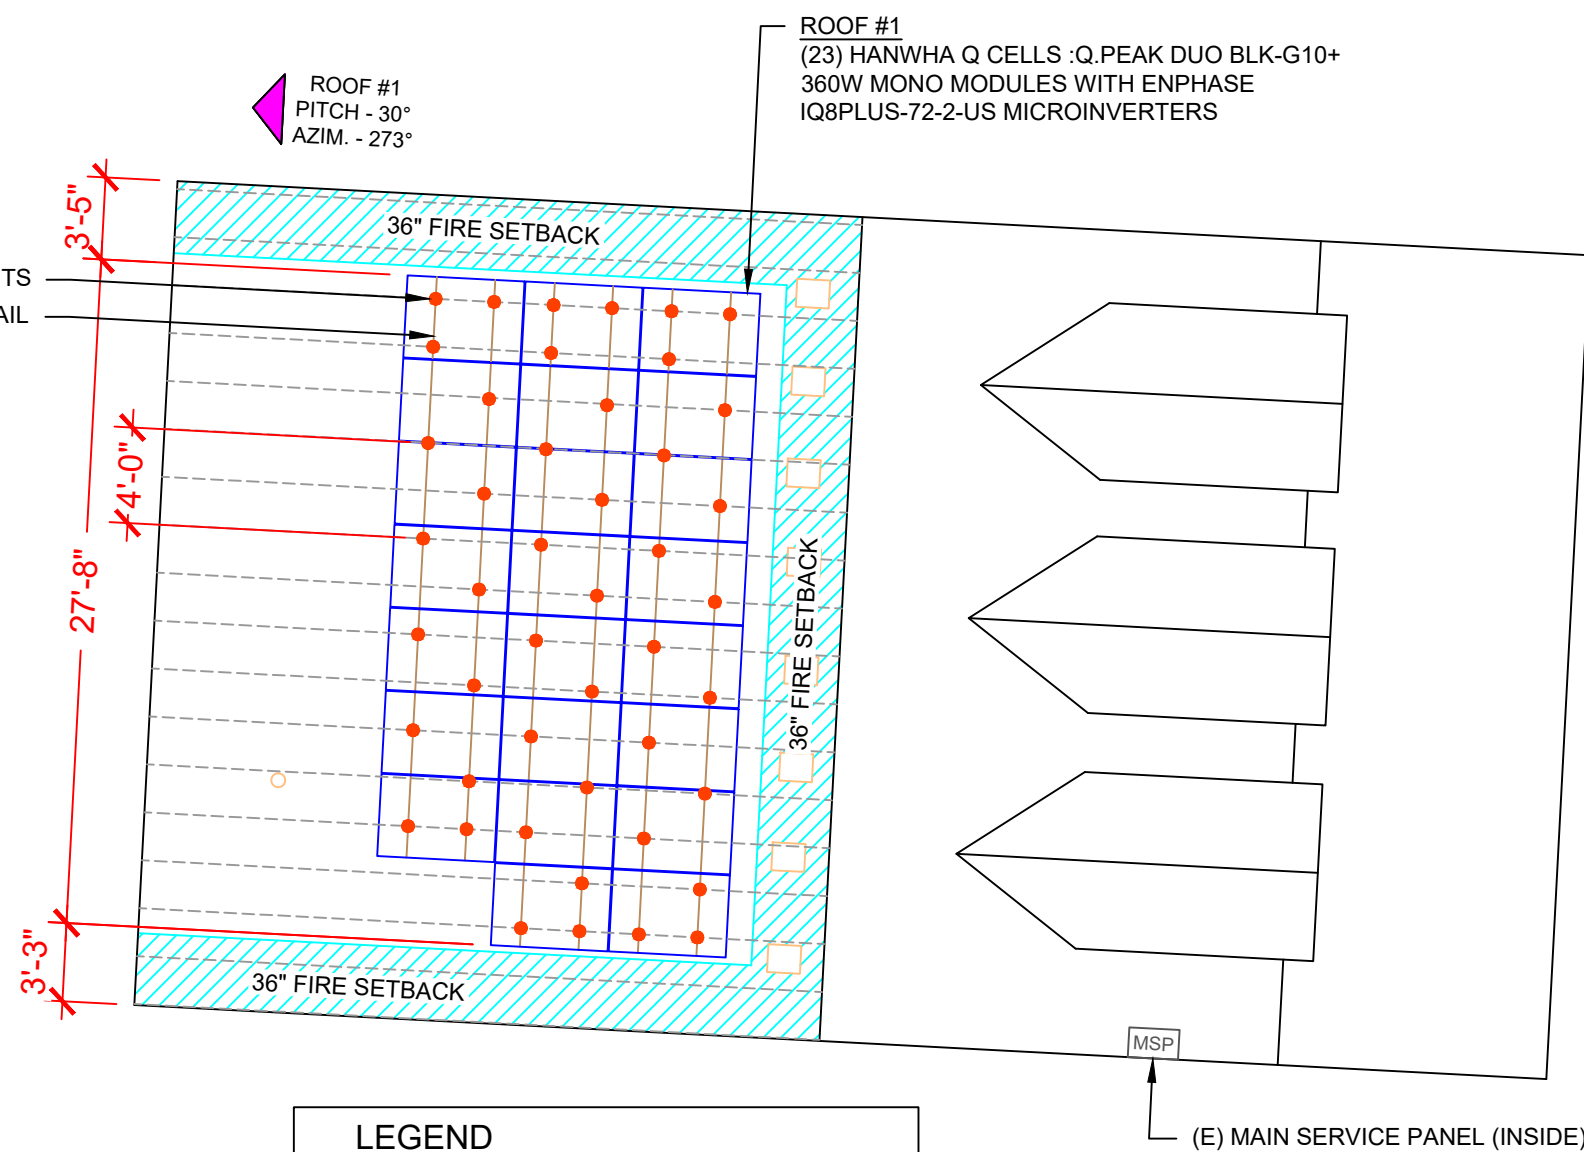 ROOF #1
(23) HANWHA Q CELLS :Q.PEAK DUO BLK-G10+
360W MONO MODULES WITH ENPHASE
IQ8PLUS-72-2-US MICROINVERTERS
ROOF #1
PITCH - 30°
AZIM. - 273°
3'-5"
36" FIRE SETBACK
TS
AIL
4'-0"
27'-8"
36" FIRE SETBACK
3'-3"
36" FIRE SETBACK
MSP
(E) MAIN SERVICE PANEL (INSIDE)
LEGEND